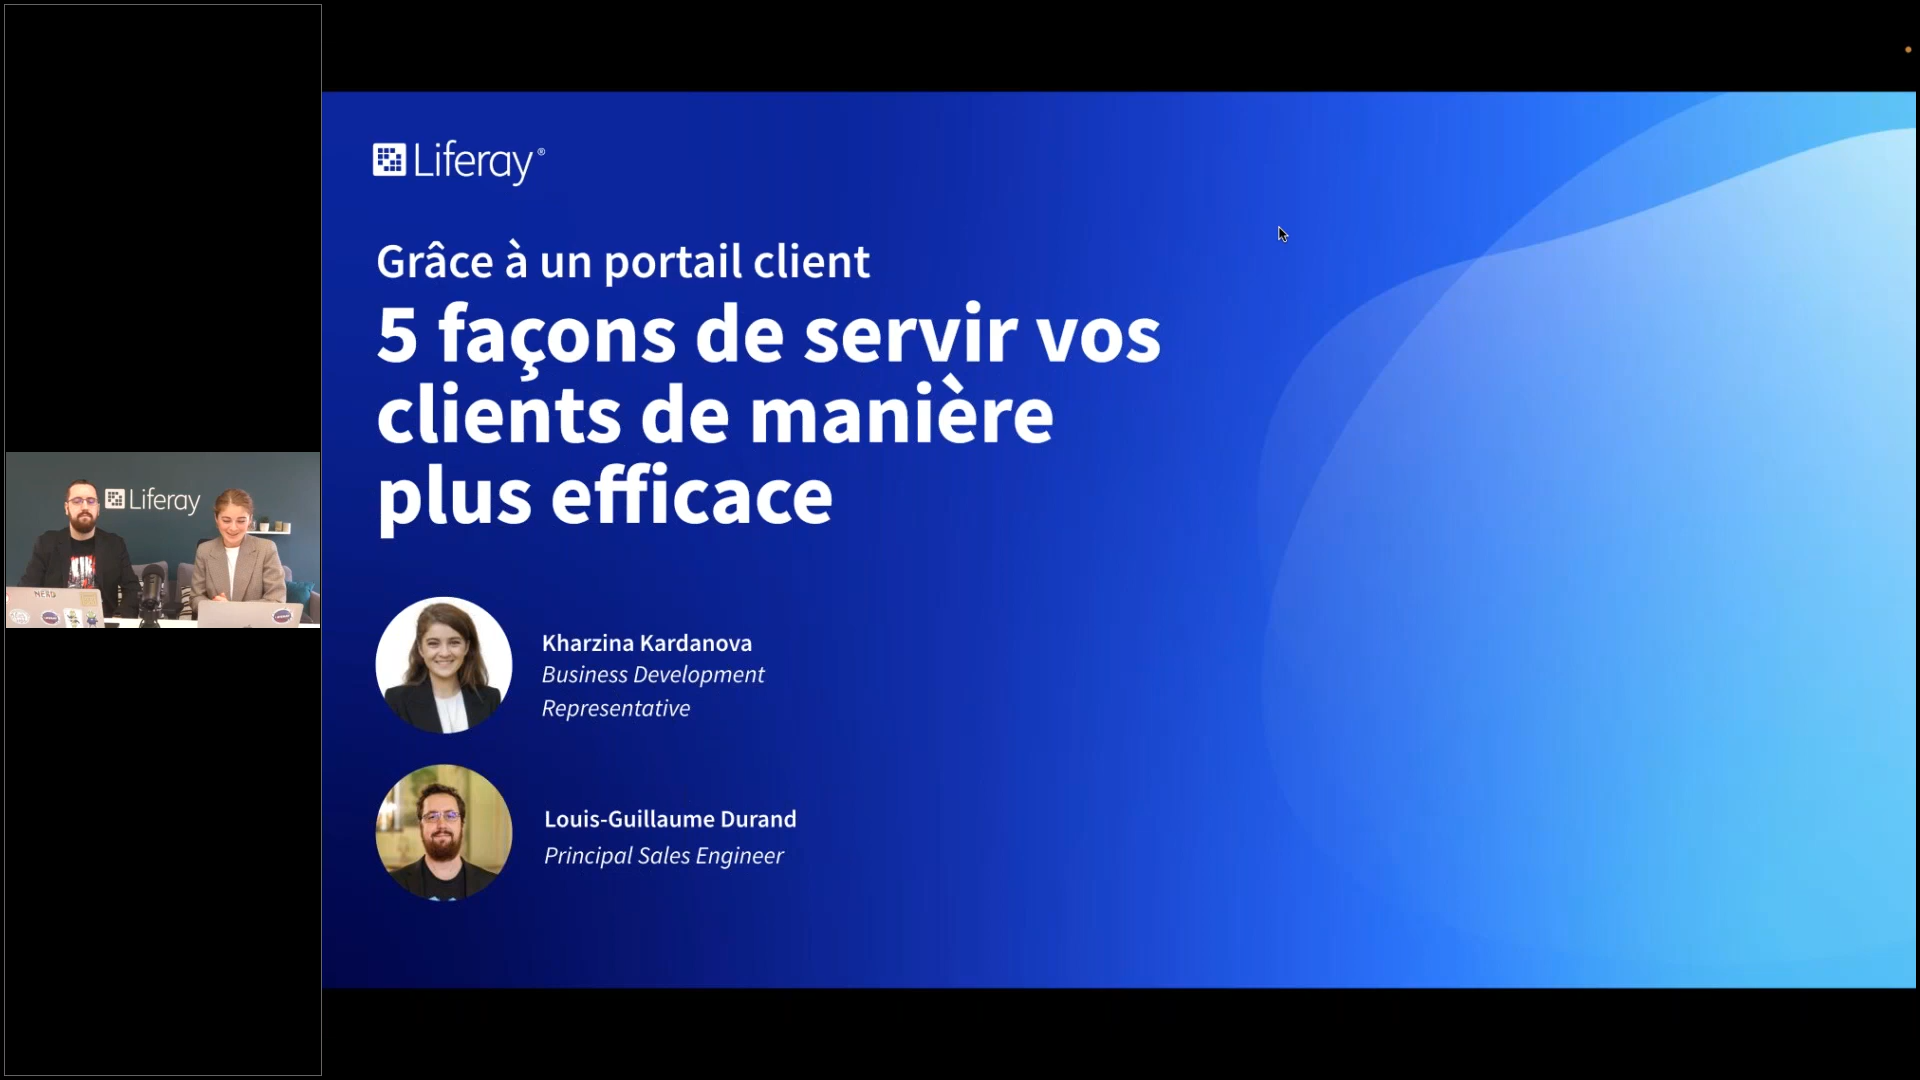 Liferay®
Grâce à un portail client
5 façons de servir vos
clients de manière
plus efficace
Kharzina Kardanova
Business Development
Representative
Louis-Guillaume Durand
Principal Sales Engineer
Liferay
NERD